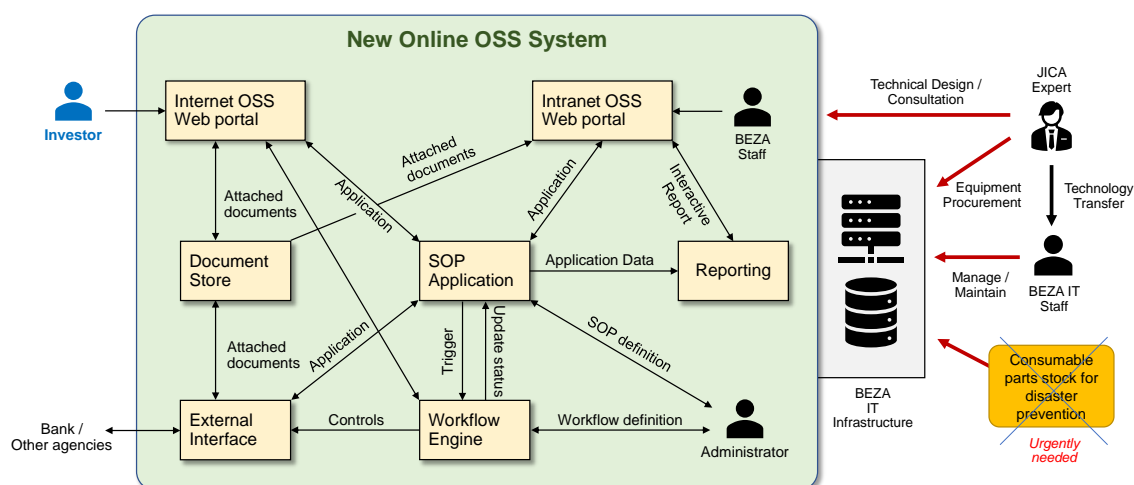 New Online OSS System
Internet OSS
Web portal
Intranet OSS
Web portal
Investor
BEZA
Staff
Technical Design /
Consultation
JICA
Expert
Attached
documents
Attached
documents
Application
Application
Interactive
Report
Equipment
Procurement
Technology
Transfer
Document
Store
SOP
Application
Application Data
Reporting
Manage /
Maintain
BEZA IT
Staff
Attached
documents
Application
Trigger
Update status
SOP definition
Consumable
parts stock for
disaster
prevention
Urgently
needed
BEZA
IT
Infrastructure
Bank /
Other agencies
External
Interface
Controls
Workflow
Engine
Workflow definition
Administrator